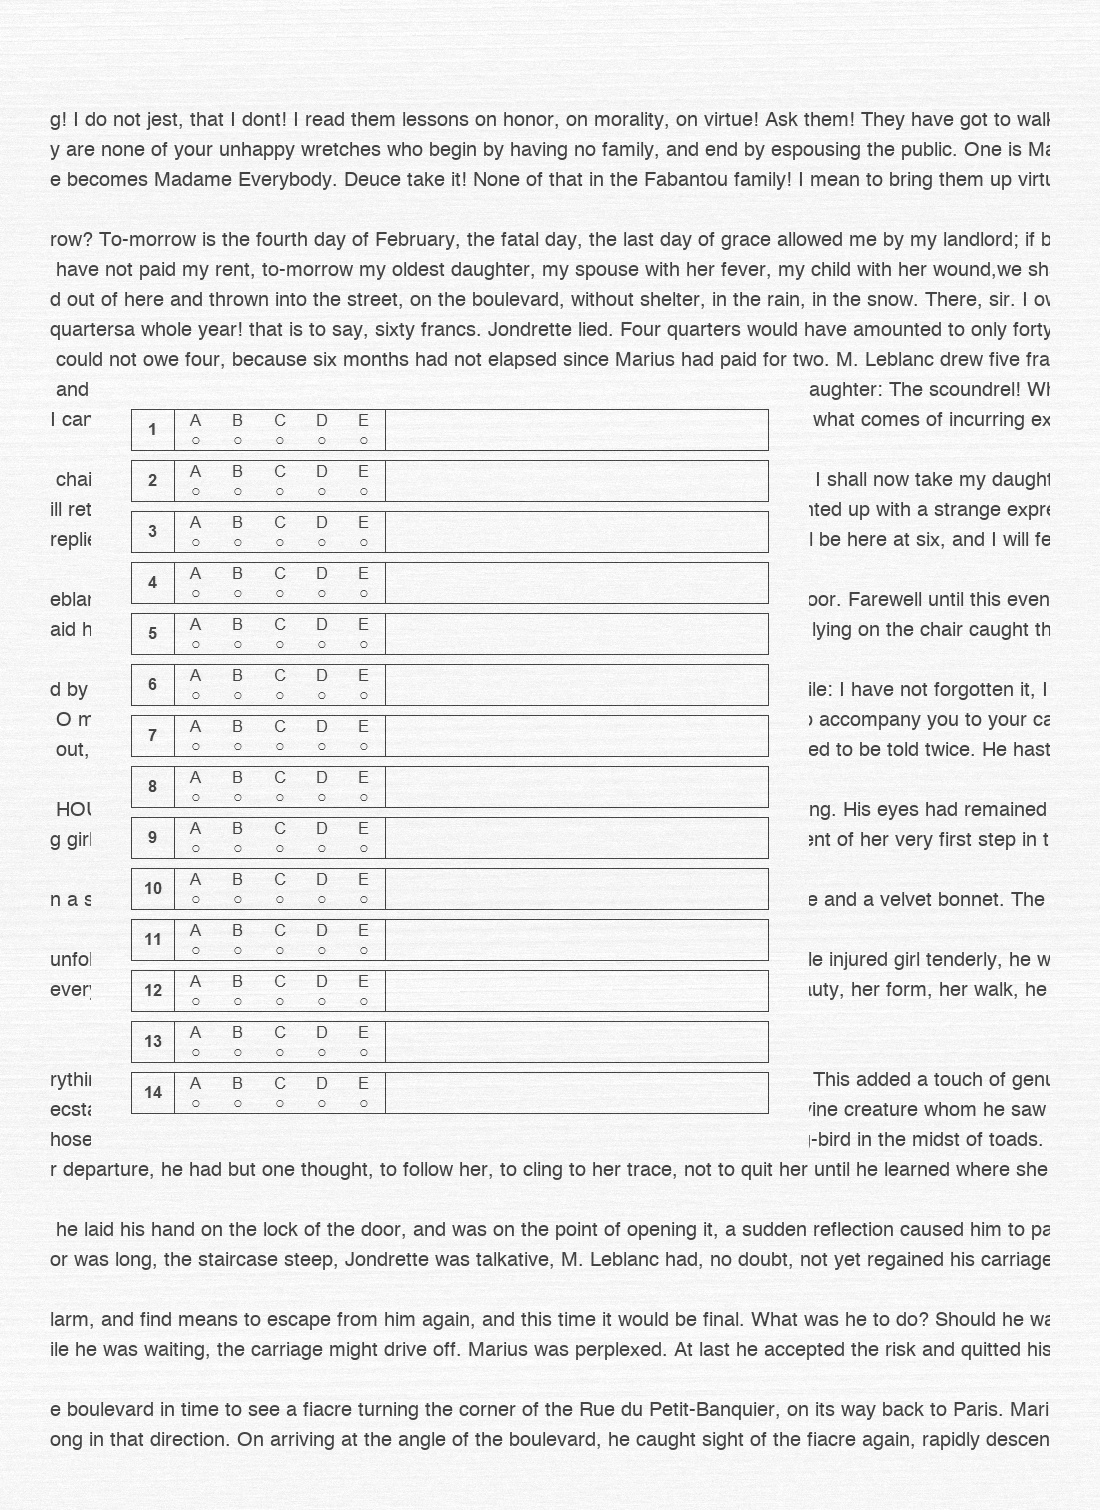 g! I do not jest, that I dont! I read them lessons on honor, on morality, on virtue! Ask them! They have got to walk
y are none of your unhappy wretches who begin by having no family, and end by espousing the public. One is Ma
e becomes Madame Everybody. Deuce take it! None of that in the Fabantou family! I mean to bring them up virtu
row? To-morrow is the fourth day of February, the fatal day, the last day of grace allowed me by my landlord; if b
have not paid my rent, to-morrow my oldest daughter, my spouse with her fever, my child with her wound,we sh
d out of here and thrown into the street, on the boulevard, without shelter, in the rain, in the snow. There, sir. I ow
quartersa whole year! that is to say, sixty francs. Jondrette lied. Four quarters would have amounted to only forty
could not owe four, because six months had not elapsed since Marius had paid for two. M. Leblanc drew five fra
and aughter: The scoundrel! Wh
I can what comes of incurring ex
1 A B C D E
chai I shall now take my daught
2 A B C D E
ill ret hted up with a strange expre
3 A B C D E
replie l be here at six, and I will fe
4 A B C D E
eblan oor. Farewell until this even
5 A B C D E
aid h lying on the chair caught th
6 A B C D E
d by ile: I have not forgotten it, I
O m o accompany you to your ca
7 A B C D E
out, ed to be told twice. He hast
8 A B C D E
HOU ng. His eyes had remained
9 A B C D E
g girl ent of her very first step in t
10 A B C D E
n a s e and a velvet bonnet. The
11 A B C D E
unfol le injured girl tenderly, he w
12 A B C D E
every auty, her form, her walk, he
13 A B C D E
rythin This added a touch of genu
14 A B C D E
ecsta vine creature whom he saw
hose g-bird in the midst of toads.
r departure, he had but one thought, to follow her, to cling to her trace, not to quit her until he learned where she
he laid his hand on the lock of the door, and was on the point of opening it, a sudden reflection caused him to pa
or was long, the staircase steep, Jondrette was talkative, M. Leblanc had, no doubt, not yet regained his carriage
larm, and find means to escape from him again, and this time it would be final. What was he to do? Should he wa
ile he was waiting, the carriage might drive off. Marius was perplexed. At last he accepted the risk and quitted his
e boulevard in time to see a fiacre turning the corner of the Rue du Petit-Banquier, on its way back to Paris. Mari
ong in that direction. On arriving at the angle of the boulevard, he caught sight of the fiacre again, rapidly descen